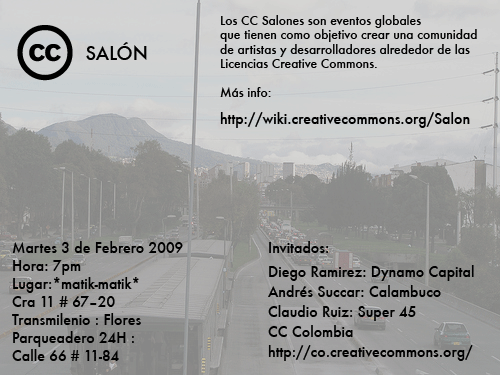 CC SALÓN
Los CC Salones son eventos globales
que tienen como objetivo crear una comunidad
de artistas y desarrolladores alrededor de las
Licencias Creative Commons.
Más info:
http://wiki.creativecommons.org/Salon
Martes 3 de Febrero 2009
Hora: 7pm
Lugar:*matik-matik*
Cra 11 # 67-20
Transmilenio : Flores
Parqueadero 24H :
Calle 66 # 11-84
Invitados:
Diego Ramirez: Dynamo Capital
Andrés Succar: Calambuco
Claudio Ruiz: Super 45
CC Colombia
http://co.creativecommons.org/